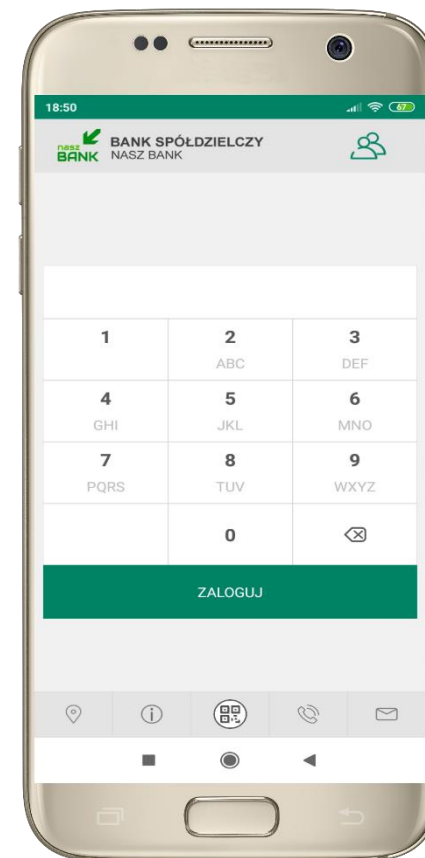 18:50
67
nasz
BANK
BANK SPÓŁDZIELCZY
NASZ BANK
1
2
ABC
3
DEF
4
GHI
5
JKL
6
MNO
7
PQRS
8
TUV
9
WXYZ
0
ZALOGUJ